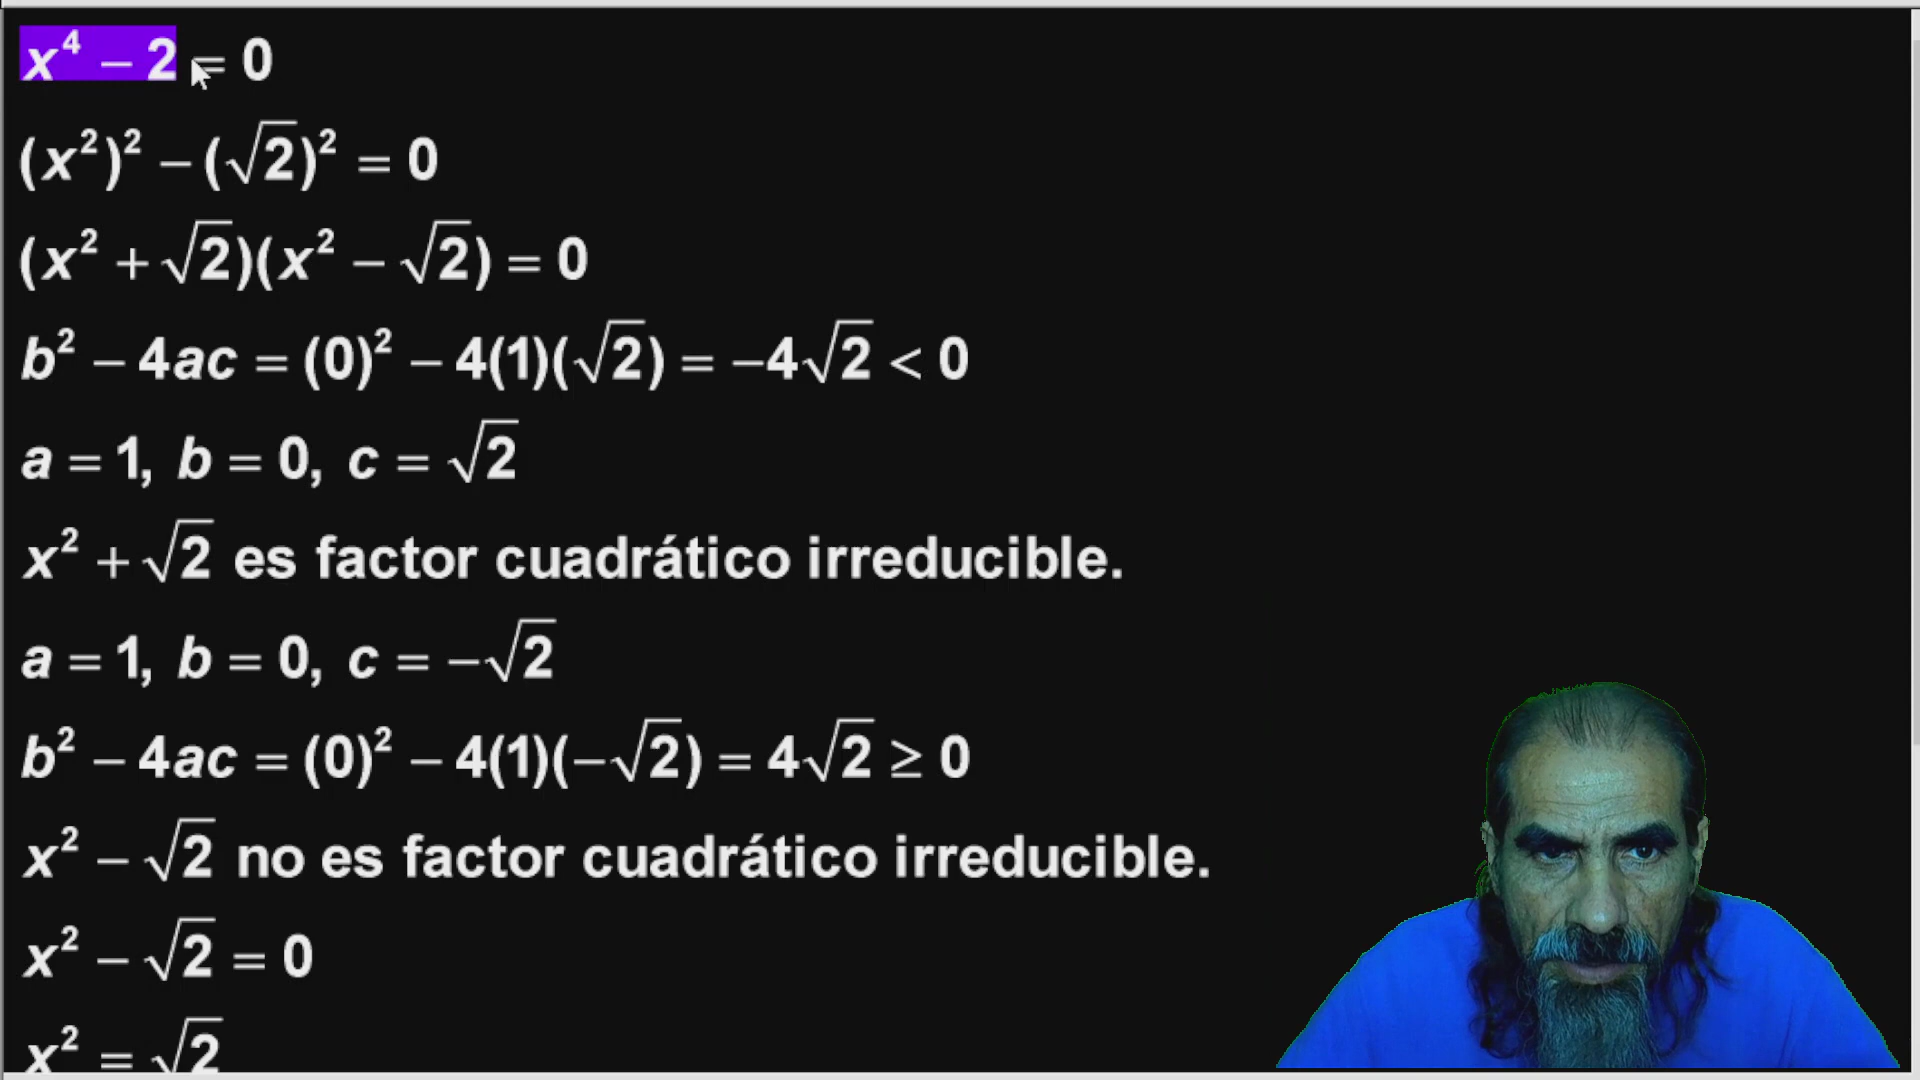 x⁴ − 2 = 0
(x²)² − (√2)² = 0
(x² + √2)(x² − √2) = 0
b² − 4ac = (0)² − 4(1)(√2) = −4√2 < 0
a = 1, b = 0, c = √2
x² + √2 es factor cuadrático irreducible.
a = 1, b = 0, c = −√2
b² − 4ac = (0)² − 4(1)(−√2) = 4√2 ≥ 0
x² − √2 no es factor cuadrático irreducible.
x² − √2 = 0
x² = √2